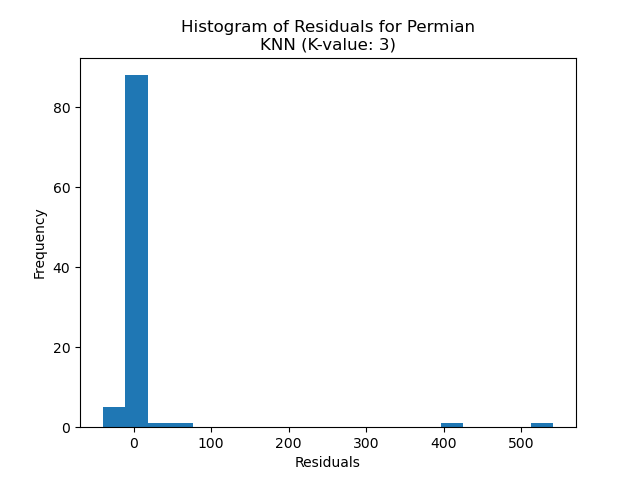 Histogram of Residuals for Permian
KNN (K-value: 3)
80
60
40
20
0
Frequency
0 100 200 300 400 500
Residuals